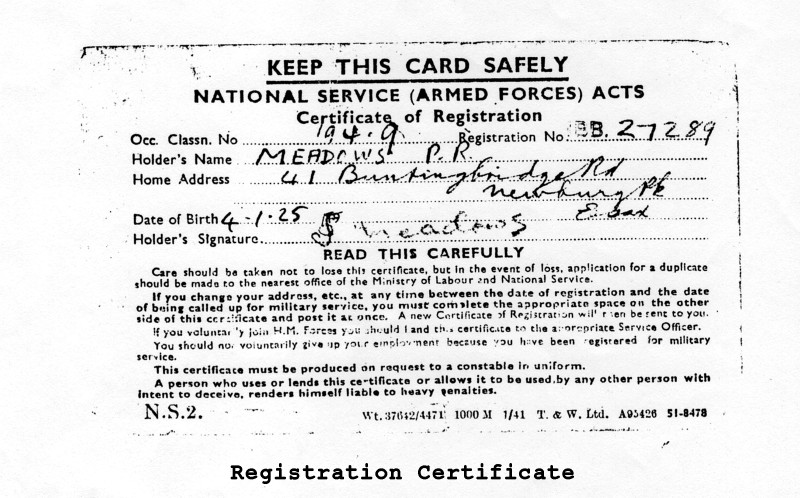 KEEP THIS CARD SAFELY
NATIONAL SERVICE (ARMED FORCES) ACTS
Certificate of Registration
Occ. Classn. No 194.9 Registration No. BB. 27289
Holder's Name MEADOWS P.R.
Home Address 41 Buntingbridge Rd
Newbury Pk
Date of Birth 4-1-25 Essex
Holder's Signature Meadows
READ THIS CAREFULLY
Care should be taken not to lose this certificate, but in the event of loss, application for a duplicate
should be made to the nearest office of the Ministry of Labour and National Service.
If you change your address, etc., at any time between the date of registration and the date
of being called up for military service, you must complete the appropriate space on the other
side of this certificate and post it at once. A new Certificate of Registration will then be sent to you.
If you voluntarily join H.M. Forces you should hand this certificate to the appropriate Service Officer.
You should not voluntarily give up your employment because you have been registered for military
service.
This certificate must be produced on request to a constable in uniform.
A person who uses or lends this certificate or allows it to be used by any other person with
intent to deceive, renders himself liable to heavy penalties.
N.S.2. Wt. 37642/4471 1000 M 1/41 T. & W. Ltd. A95426 51-8478
Registration Certificate